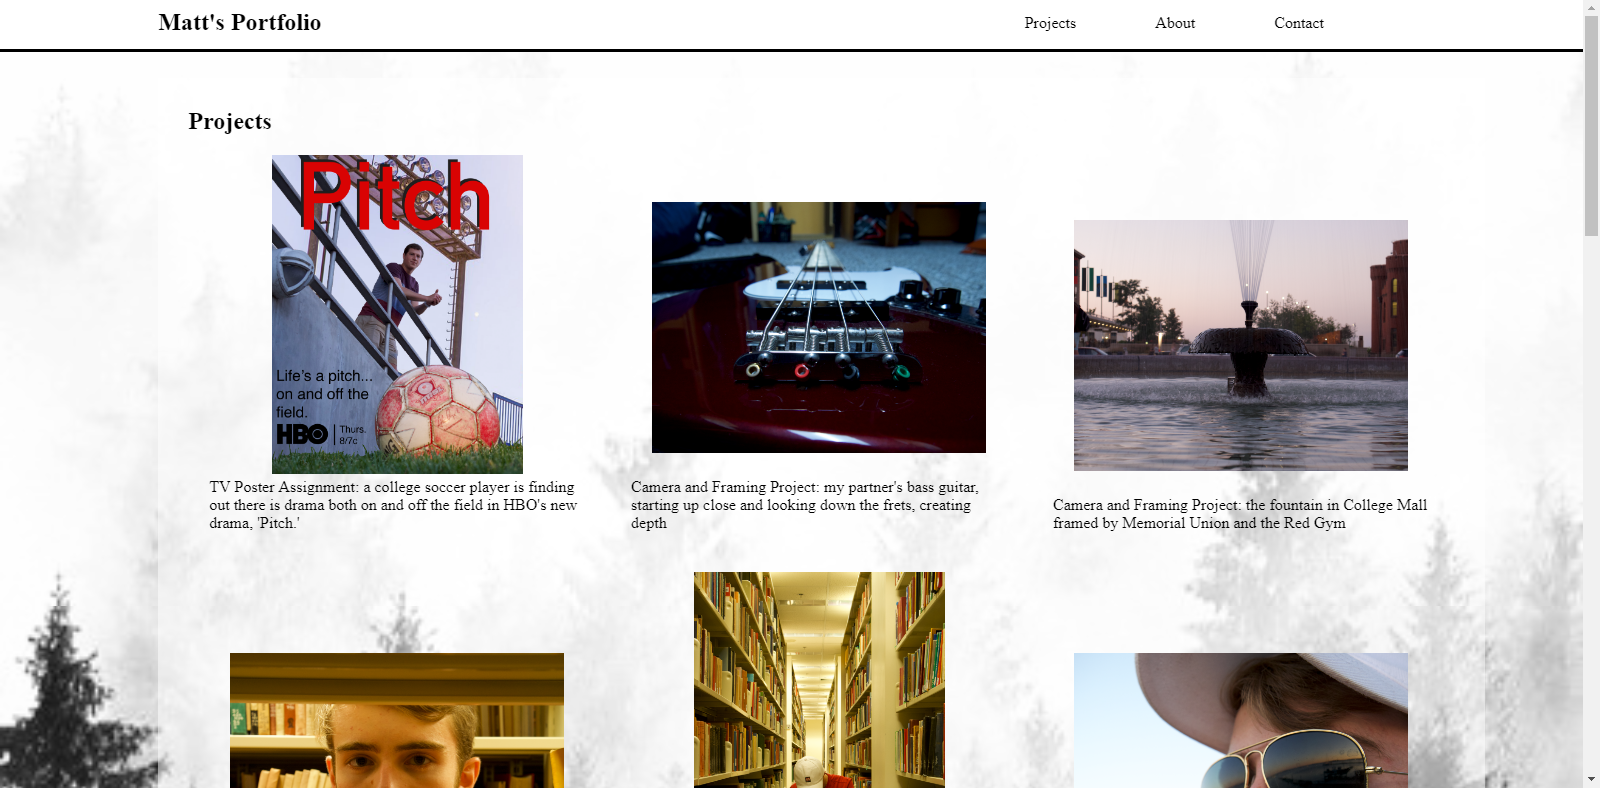 Matt's Portfolio
Projects
About
Contact
Projects
Pitch
Life's a pitch...
on and off the
field.
HBO
Thurs.
8/7c
TV Poster Assignment: a college soccer player is finding
out there is drama both on and off the field in HBO's new
drama, 'Pitch.'
Camera and Framing Project: my partner's bass guitar,
starting up close and looking down the frets, creating
depth
Camera and Framing Project: the fountain in College Mall
framed by Memorial Union and the Red Gym